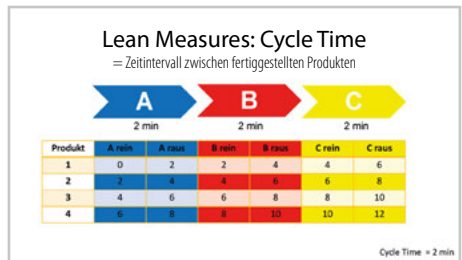 Lean Measures: Cycle Time
= Zeitintervall zwischen fertiggestellten Produkten
A B C
2 min 2 min 2 min
Produkt A rein A raus B rein B raus C rein C raus
1 0 2 2 4 4 6
2 2 4 4 6 6 8
3 4 6 6 8 8 10
4 6 8 8 10 10 12
Cycle Time = 2 min